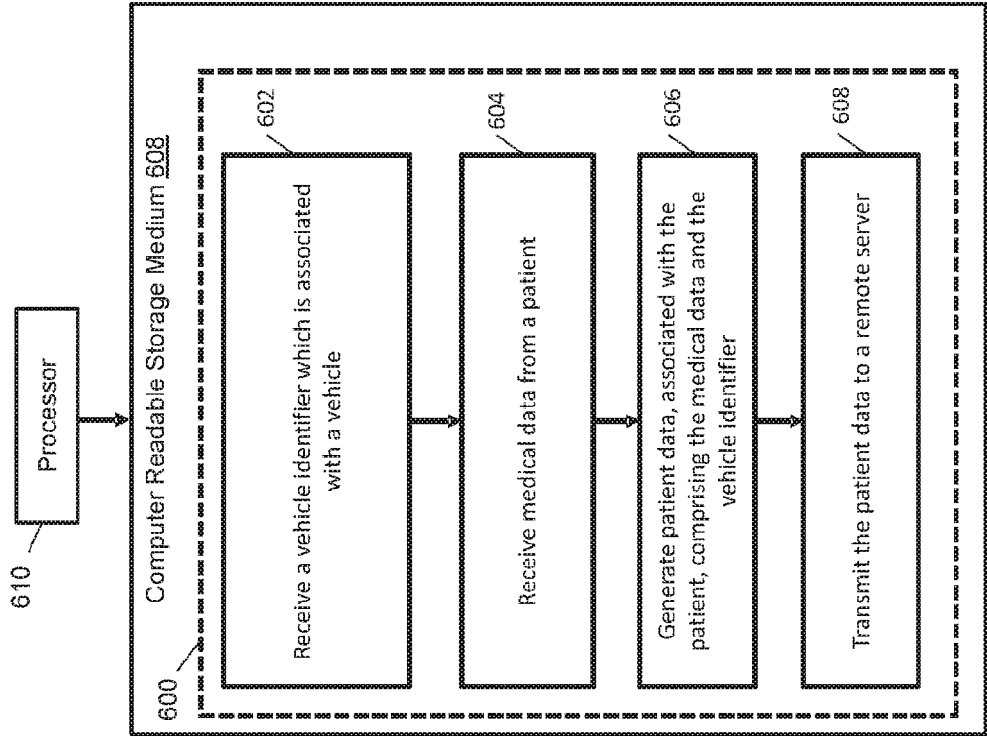 610
Processor
Computer Readable Storage Medium 608
600
602
Receive a vehicle identifier which is associated
with a vehicle
604
Receive medical data from a patient
606
Generate patient data, associated with the
patient, comprising the medical data and the
vehicle identifier
608
Transmit the patient data to a remote server